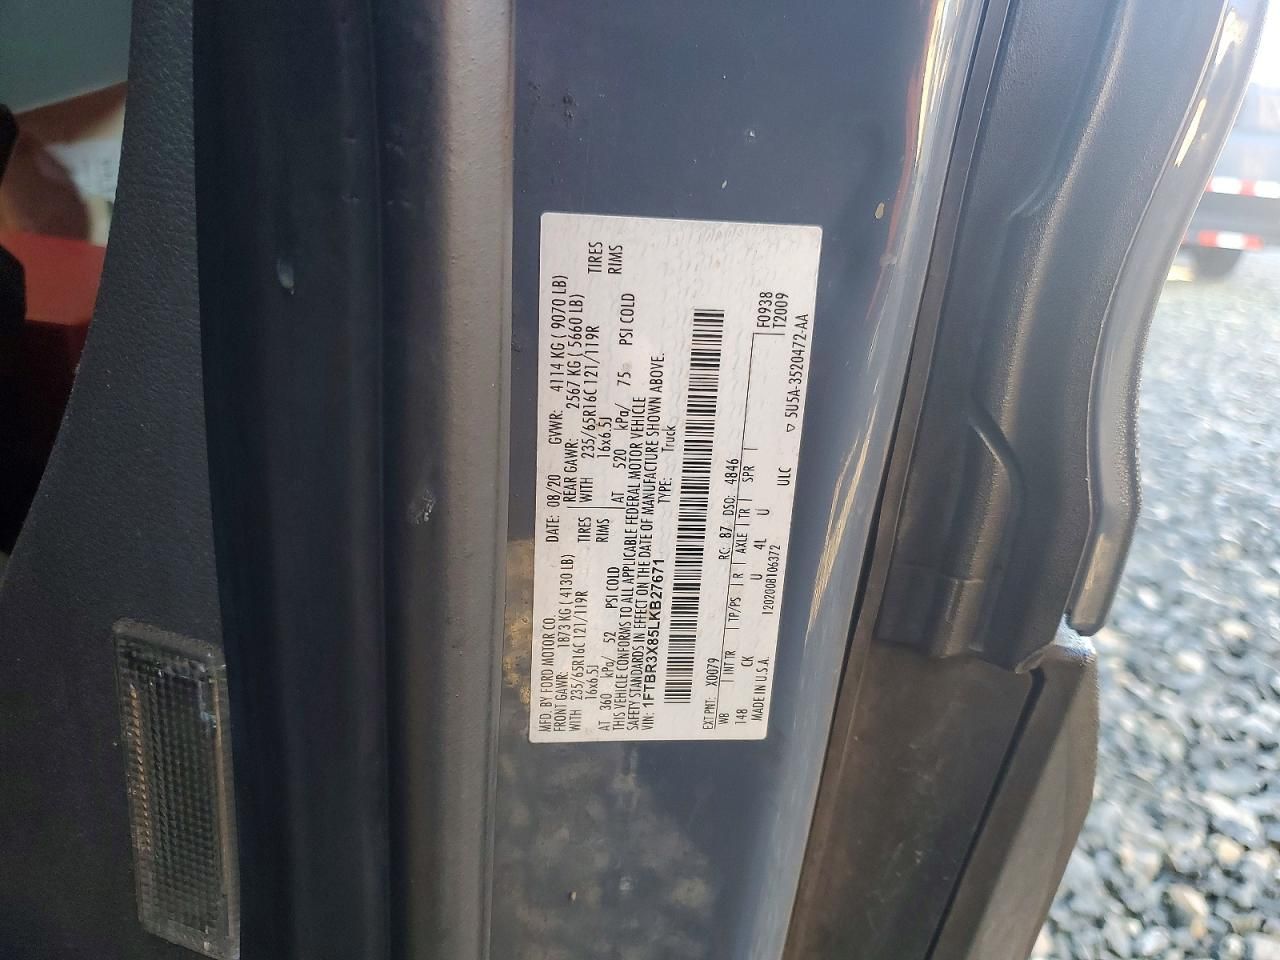 MFD. BY FORD MOTOR CO. DATE: 08/20 GVWR: 4114 KG ( 9070 LB)
FRONT GAWR: 1873 KG ( 4130 LB) REAR GAWR: 2567 KG ( 5660 LB)
WITH 235/65R16C 121/119R TIRES WITH 235/65R16C 121/119R TIRES
16x6.5J RIMS 16x6.5J RIMS
AT 360 kPa/ 52 PSI COLD AT 520 kPa/ 75 PSI COLD
THIS VEHICLE CONFORMS TO ALL APPLICABLE FEDERAL MOTOR VEHICLE
SAFETY STANDARDS IN EFFECT ON THE DATE OF MANUFACTURE SHOWN ABOVE.
VIN: 1FTBR3X85LKB27671 TYPE: Truck
EXT PNT: X0079 RC: 87 DSO: 4846 F0938
WB INT TR TP/PS R AXLE TR SPR T2009
148 CK U 4L U
MADE IN U.S.A. 1202008106372 ULC ▽ 5U5A-3520472-AA